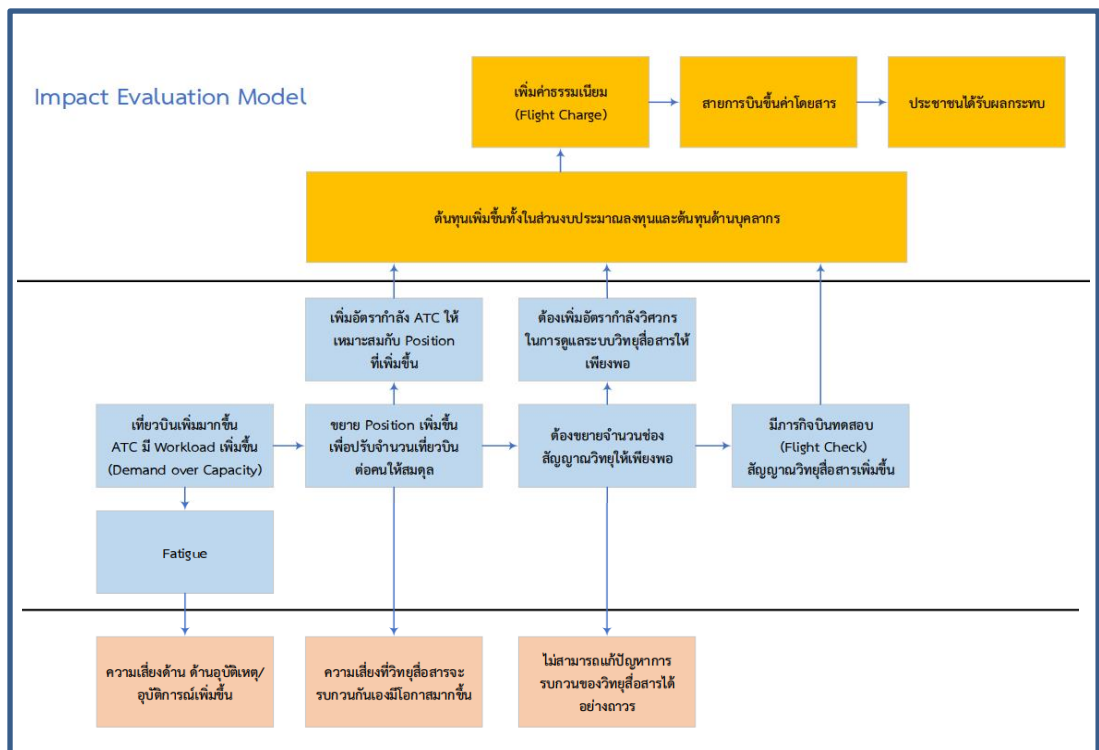 Impact Evaluation Model
เพิ่มค่าธรรมเนียม
(Flight Charge)
สายการบินขึ้นค่าโดยสาร
ประชาชนได้รับผลกระทบ
ต้นทุนเพิ่มขึ้นทั้งในส่วนงบประมาณลงทุนและต้นทุนด้านบุคลากร
เพิ่มอัตรากำลัง ATC ให้
เหมาะสมกับ Position
ที่เพิ่มขึ้น
ต้องเพิ่มอัตรากำลังวิศวกร
ในการดูแลระบบวิทยุสื่อสารให้
เพียงพอ
เที่ยวบินเพิ่มมากขึ้น
ATC มี Workload เพิ่มขึ้น
(Demand over Capacity)
ขยาย Position เพิ่มขึ้น
เพื่อปรับจำนวนเที่ยวบิน
ต่อคนให้สมดุล
ต้องขยายจำนวนช่อง
สัญญาณวิทยุให้เพียงพอ
มีภารกิจบินทดสอบ
(Flight Check)
สัญญาณวิทยุสื่อสารเพิ่มขึ้น
Fatigue
ความเสี่ยงด้าน ด้านอุบัติเหตุ/
อุบัติการณ์เพิ่มขึ้น
ความเสี่ยงที่วิทยุสื่อสารจะ
รบกวนกันเองมีโอกาสมากขึ้น
ไม่สามารถแก้ปัญหาการ
รบกวนของวิทยุสื่อสารได้
อย่างถาวร